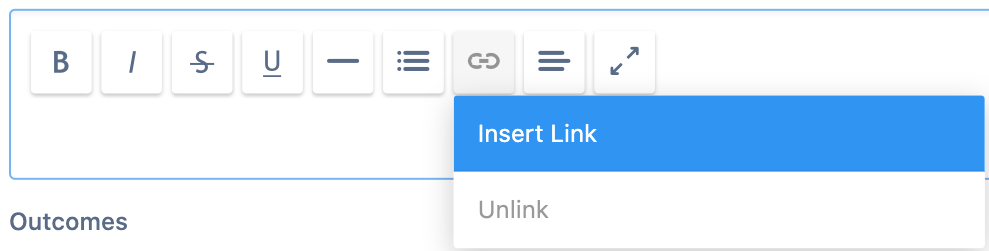 B I S U
Insert Link
Unlink
Outcomes